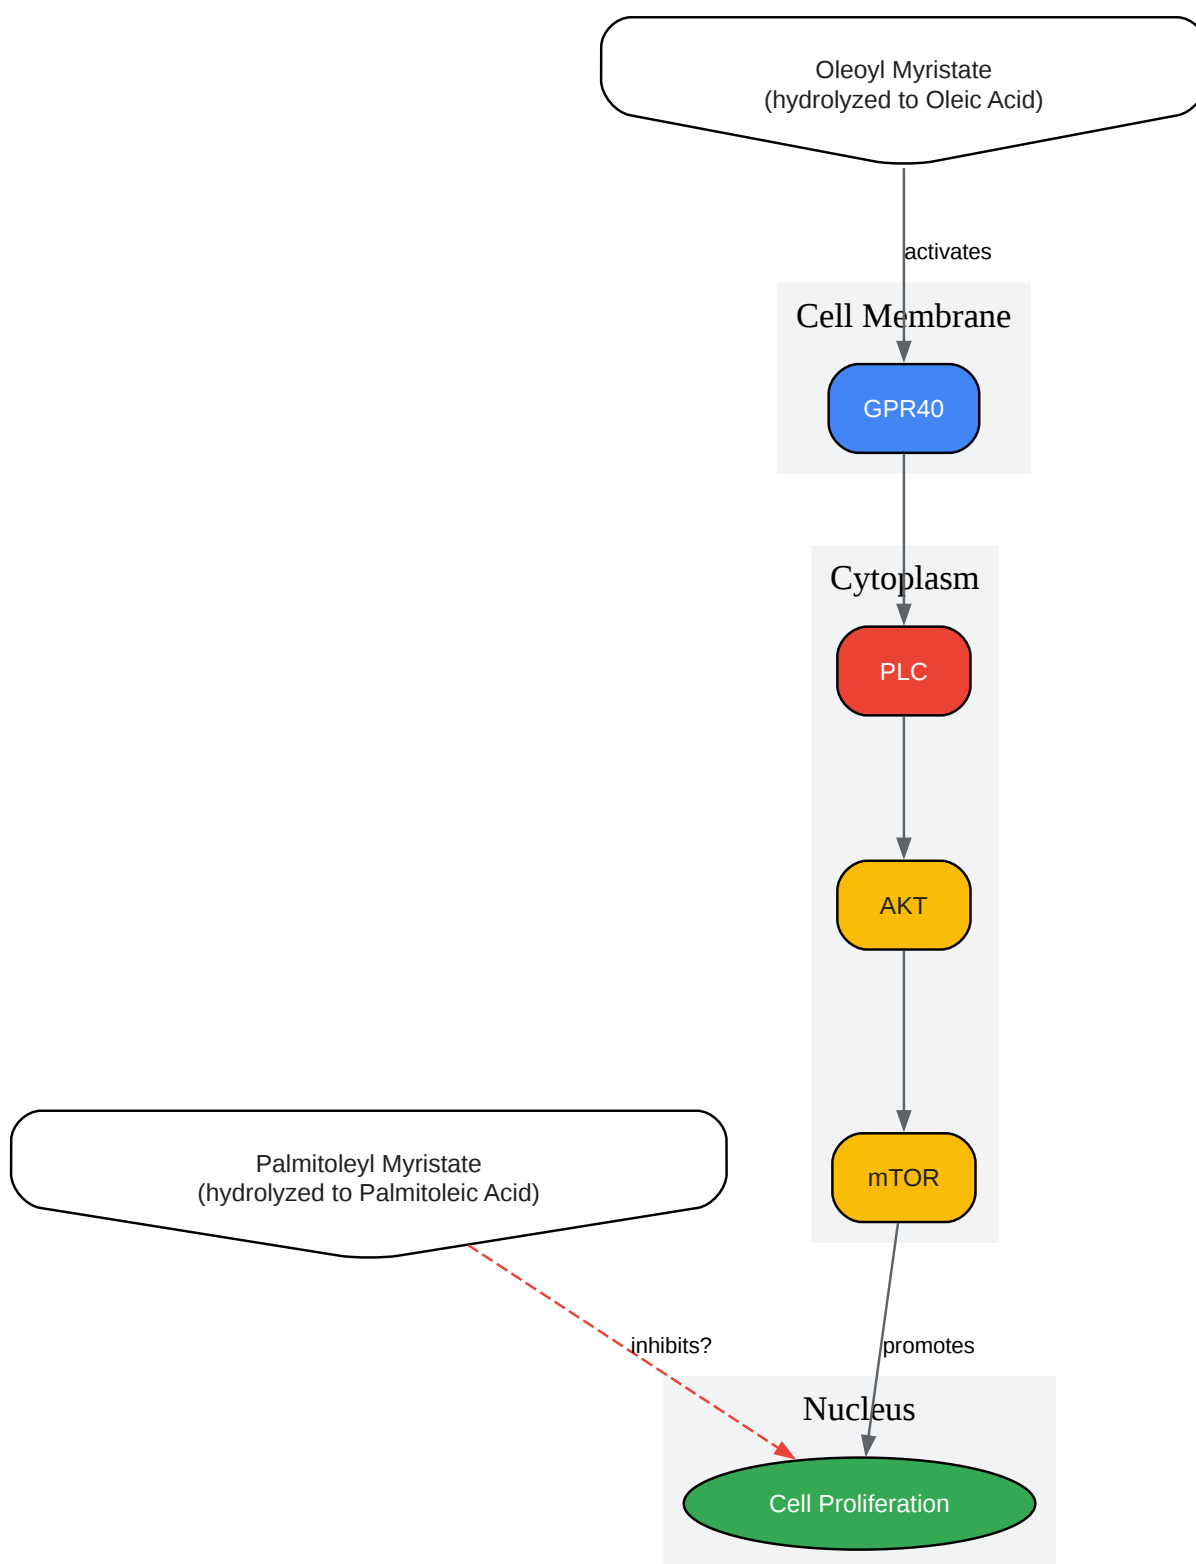 Oleoyl Myristate
(hydrolyzed to Oleic Acid)
activates
Cell Membrane
GPR40
Cytoplasm
PLC
AKT
Palmitoleyl Myristate
(hydrolyzed to Palmitoleic Acid)
mTOR
inhibits?
promotes
Nucleus
Cell Proliferation